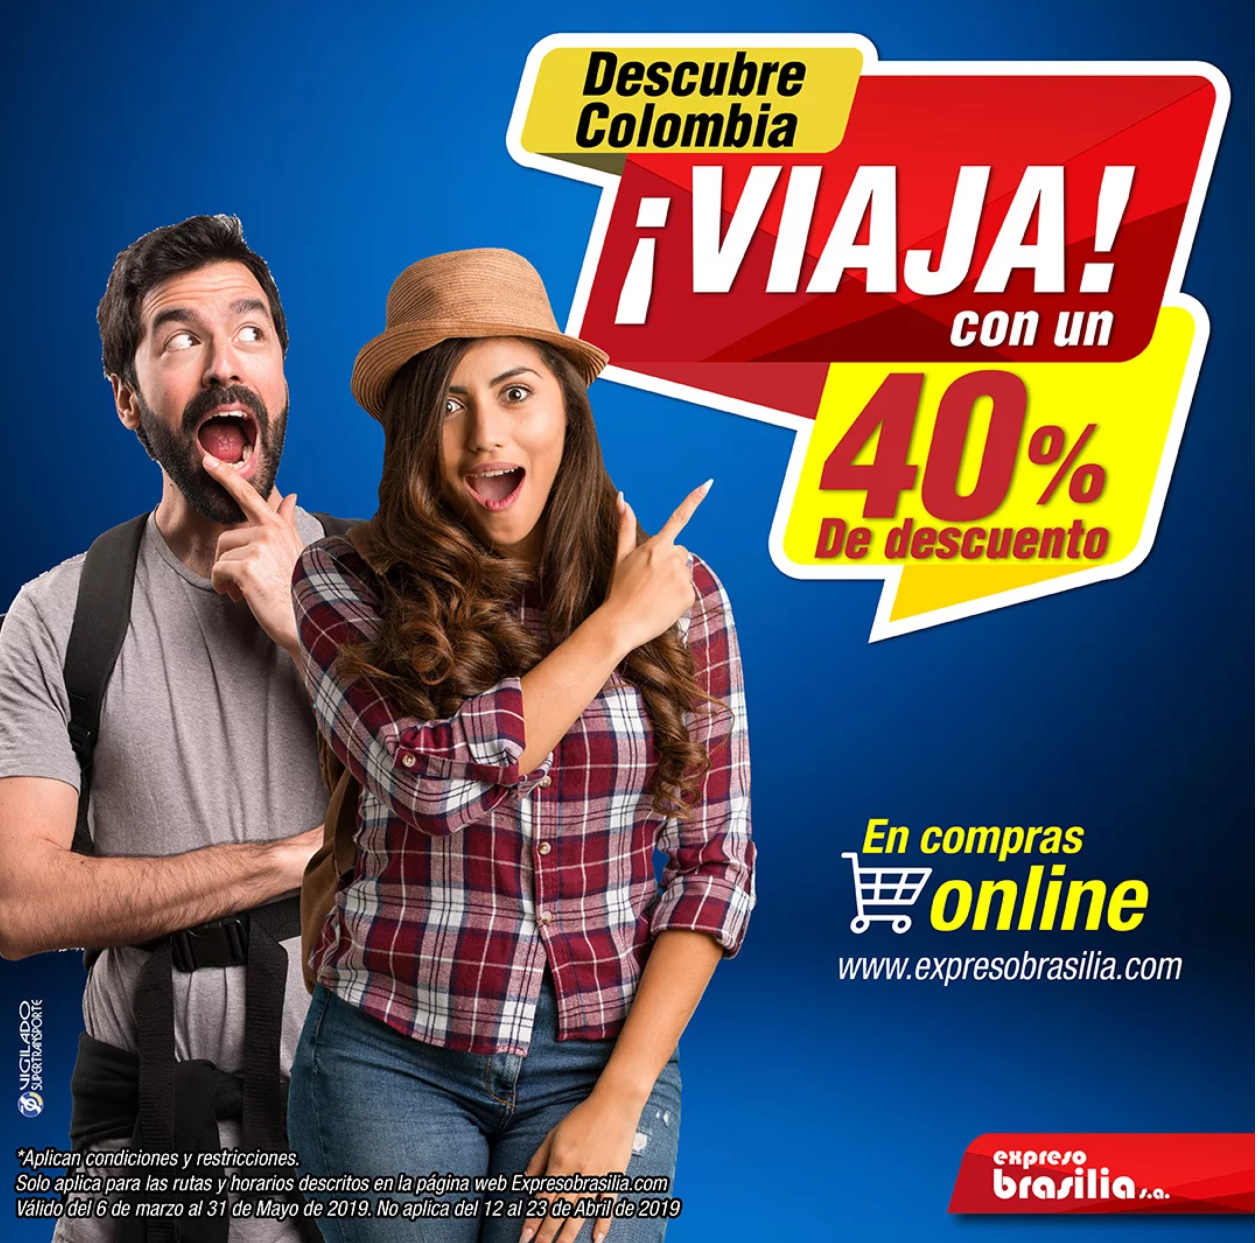 Descubre
Colombia
¡VIAJA!
con un
40%
De descuento
En compras
online
www.expresobrasilia.com
VIGILADO
SUPERTRANSPORTE
*Aplican condiciones y restricciones.
Solo aplica para las rutas y horarios descritos en la página web Expresobrasilia.com
Válido del 6 de marzo al 31 de Mayo de 2019. No aplica del 12 al 23 de Abril de 2019
expreso
brasilia s.a.